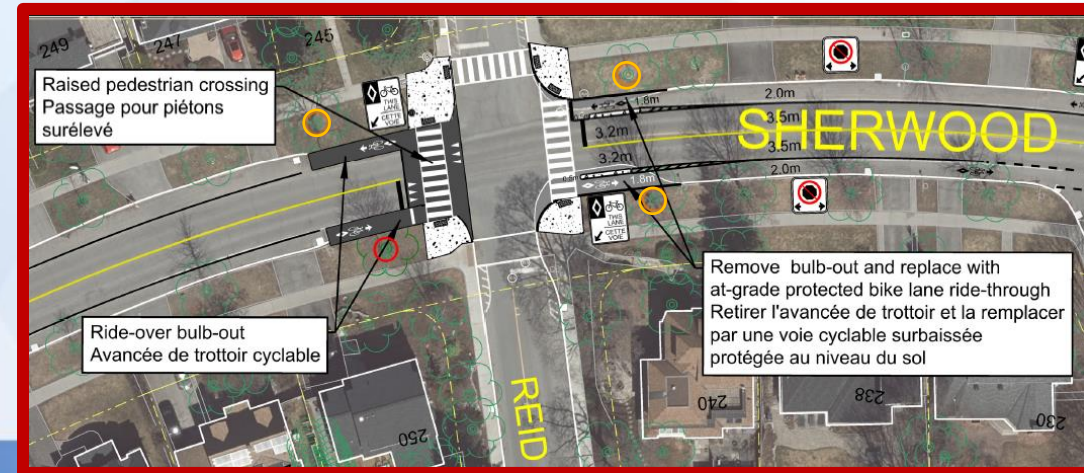 249
247
245
Raised pedestrian crossing
Passage pour piétons
surélevé
THIS
LANE
CETTE
VOIE
1.8m
2.0m
3.5m
3.2m
SHERWOOD
3.5m
3.2m
0.5m
1.8m
2.0m
THIS
LANE
CETTE
VOIE
Ride-over bulb-out
Avancée de trottoir cyclable
Remove bulb-out and replace with
at-grade protected bike lane ride-through
Retirer l'avancée de trottoir et la remplacer
par une voie cyclable surbaissée
protégée au niveau du sol
REID
250
240
238
230